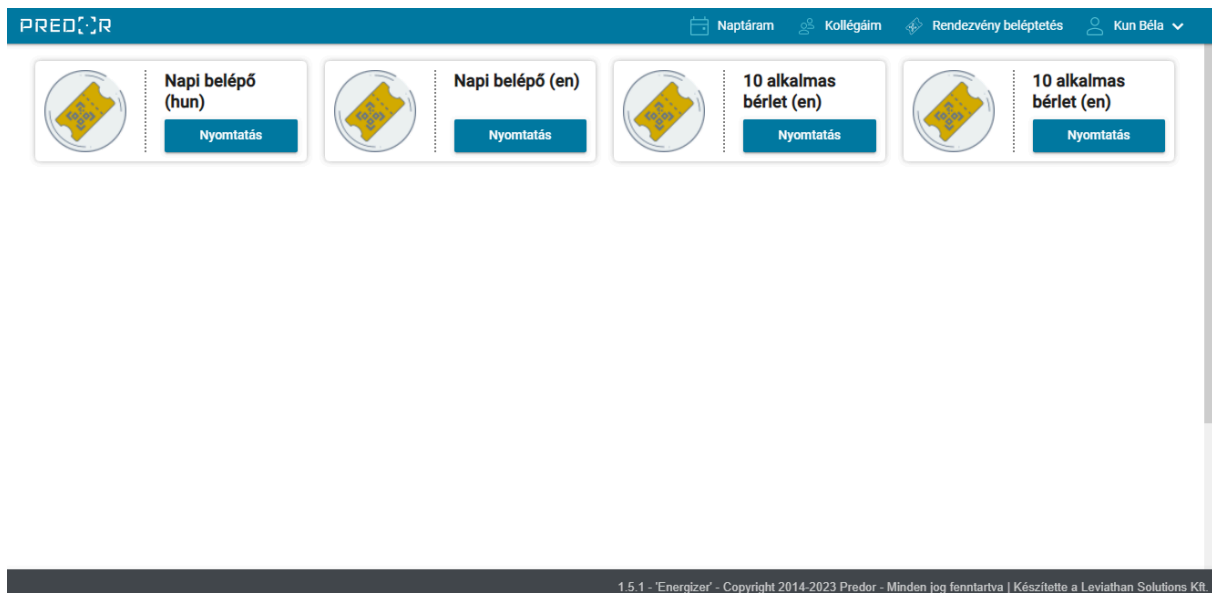 PRED[·]R
Naptáram Kollégáim Rendezvény beléptetés Kun Béla
Napi belépő
(hun)
Nyomtatás
Napi belépő (en)
Nyomtatás
10 alkalmas
bérlet (en)
Nyomtatás
10 alkalmas
bérlet (en)
Nyomtatás
1.5.1 - 'Energizer' - Copyright 2014-2023 Predor - Minden jog fenntartva | Készítette a Leviathan Solutions Kft.